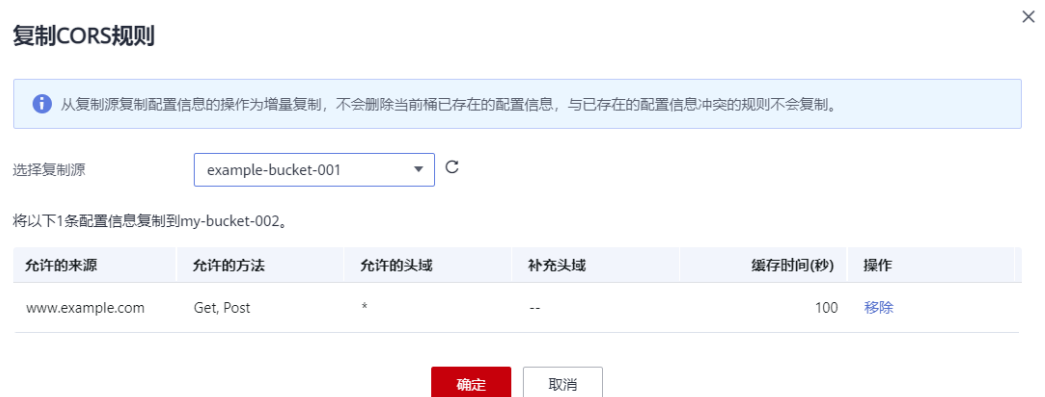 复制CORS规则
从复制源复制配置信息的操作为增量复制，不会删除当前桶已存在的配置信息，与已存在的配置信息冲突的规则不会复制。
选择复制源 example-bucket-001
将以下1条配置信息复制到my-bucket-002。
允许的来源 允许的方法 允许的头域 补充头域 缓存时间(秒) 操作
www.example.com Get, Post * -- 100 移除
确定 取消